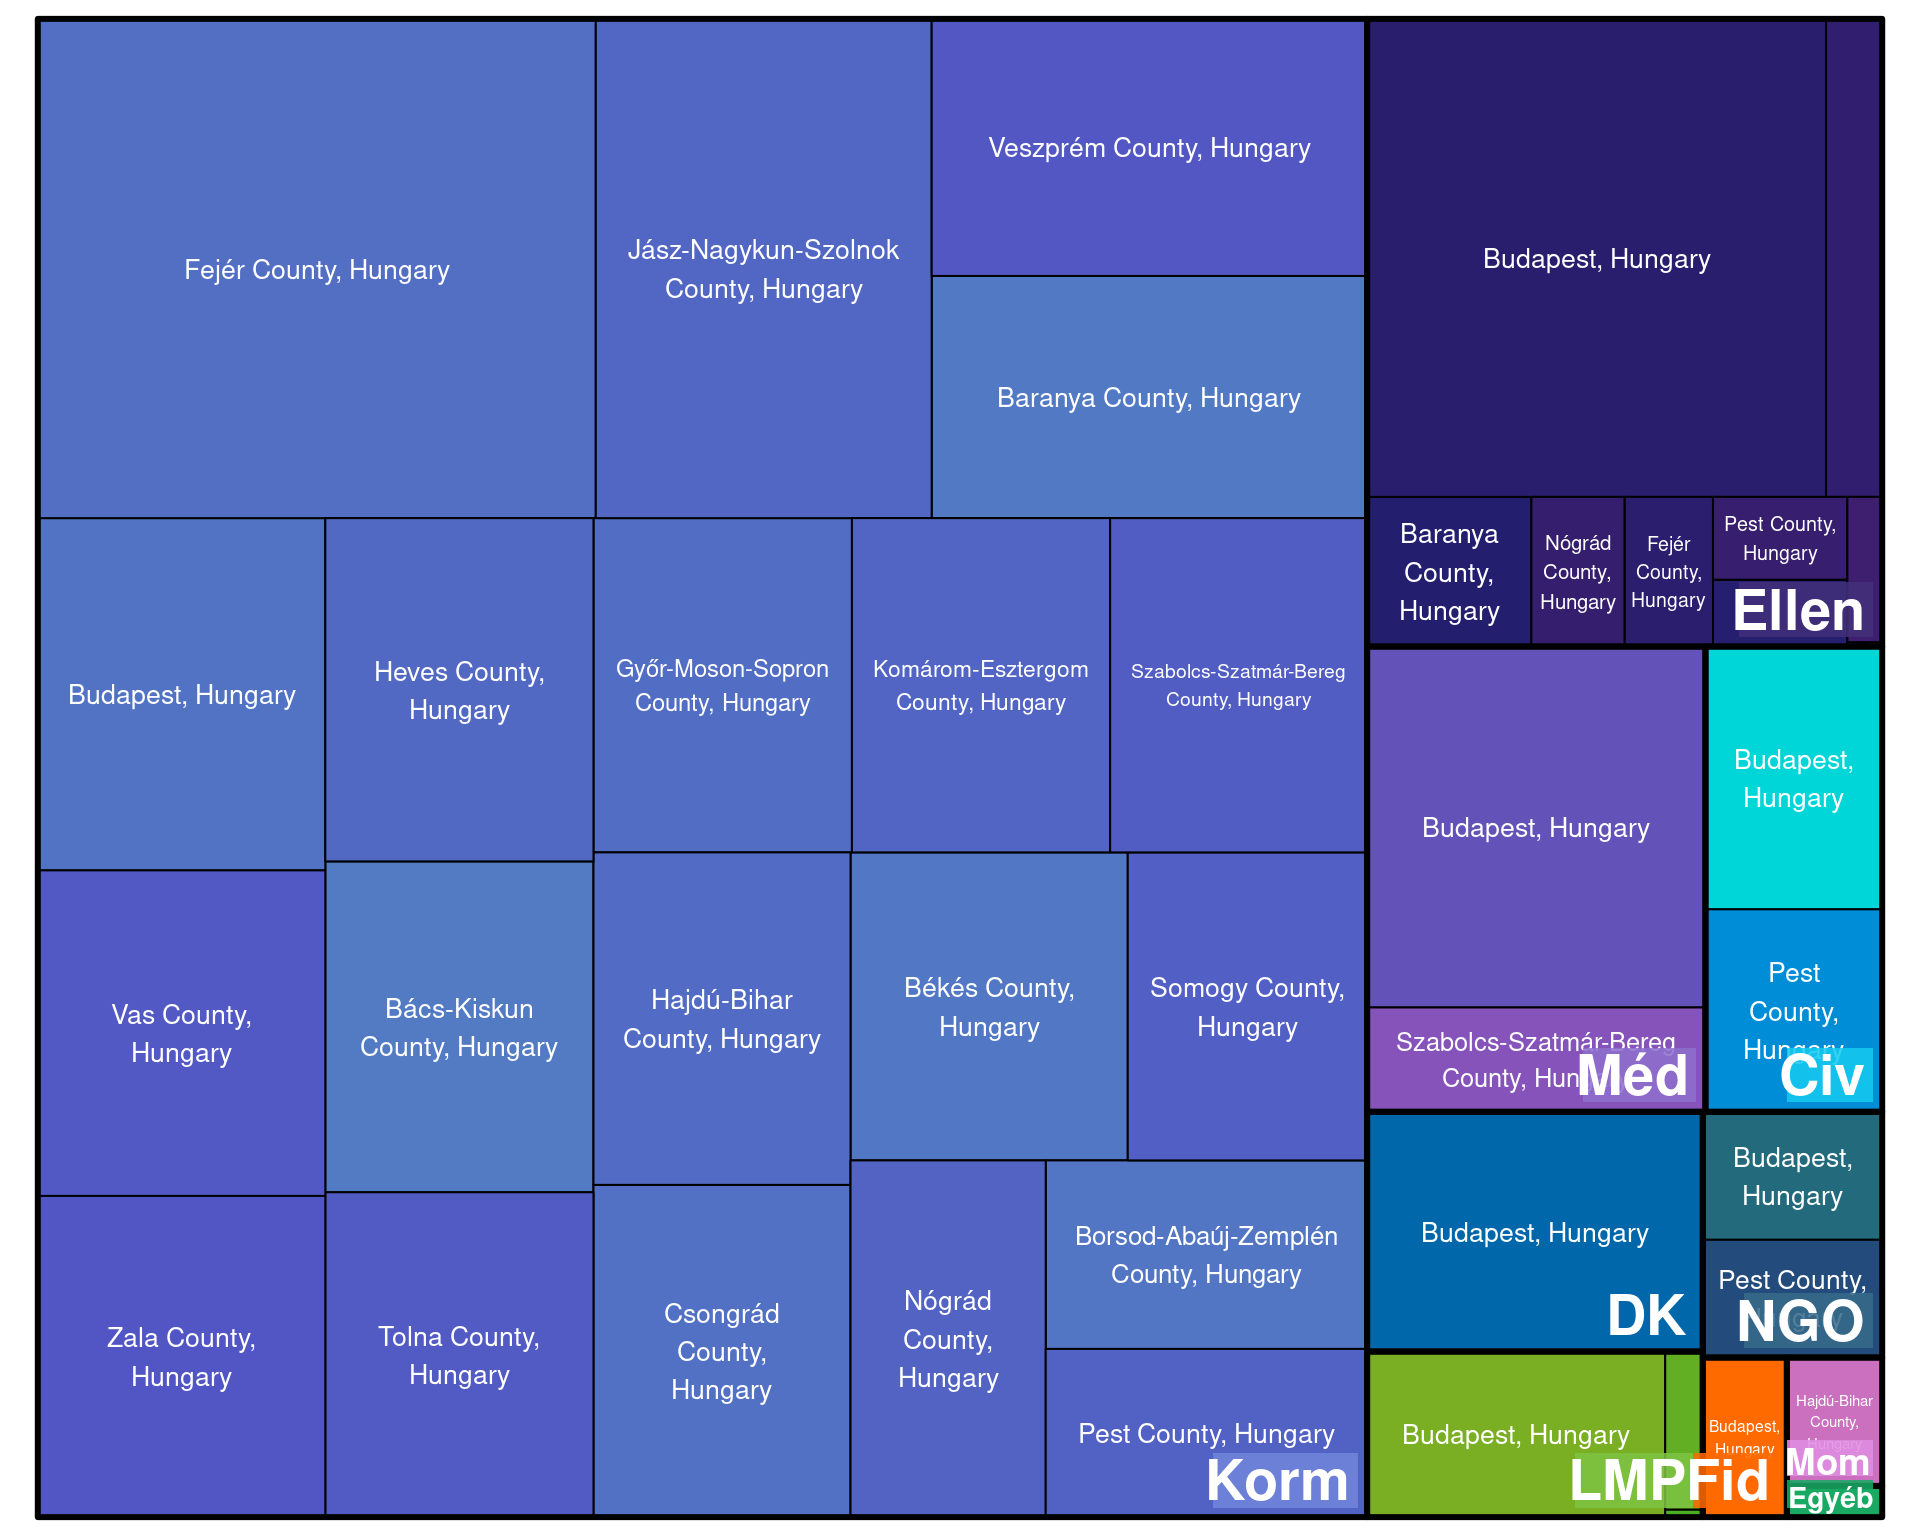 Fejér County, Hungary
Jász-Nagykun-Szolnok
County, Hungary
Veszprém County, Hungary
Baranya County, Hungary
Budapest, Hungary
Heves County,
Hungary
Győr-Moson-Sopron
County, Hungary
Komárom-Esztergom
County, Hungary
Szabolcs-Szatmár-Bereg
County, Hungary
Vas County,
Hungary
Bács-Kiskun
County, Hungary
Hajdú-Bihar
County, Hungary
Békés County,
Hungary
Somogy County,
Hungary
Zala County,
Hungary
Tolna County,
Hungary
Csongrád
County,
Hungary
Nógrád
County,
Hungary
Borsod-Abaúj-Zemplén
County, Hungary
Pest County, Hungary
Korm
Budapest, Hungary
Baranya
County,
Hungary
Nógrád
County,
Hungary
Fejér
County,
Hungary
Pest County,
Hungary
Ellen
Budapest, Hungary
Szabolcs-Szatmár-Bereg
County,
Méd
Budapest,
Hungary
Pest
County,
Hungary
Civ
Budapest, Hungary
DK
Budapest,
Hungary
Pest County,
NGO
Budapest, Hungary
LMP
Budapest,
Hungary
Fid
Hajdú-Bihar
County,
Hungary
Mom
Egyéb